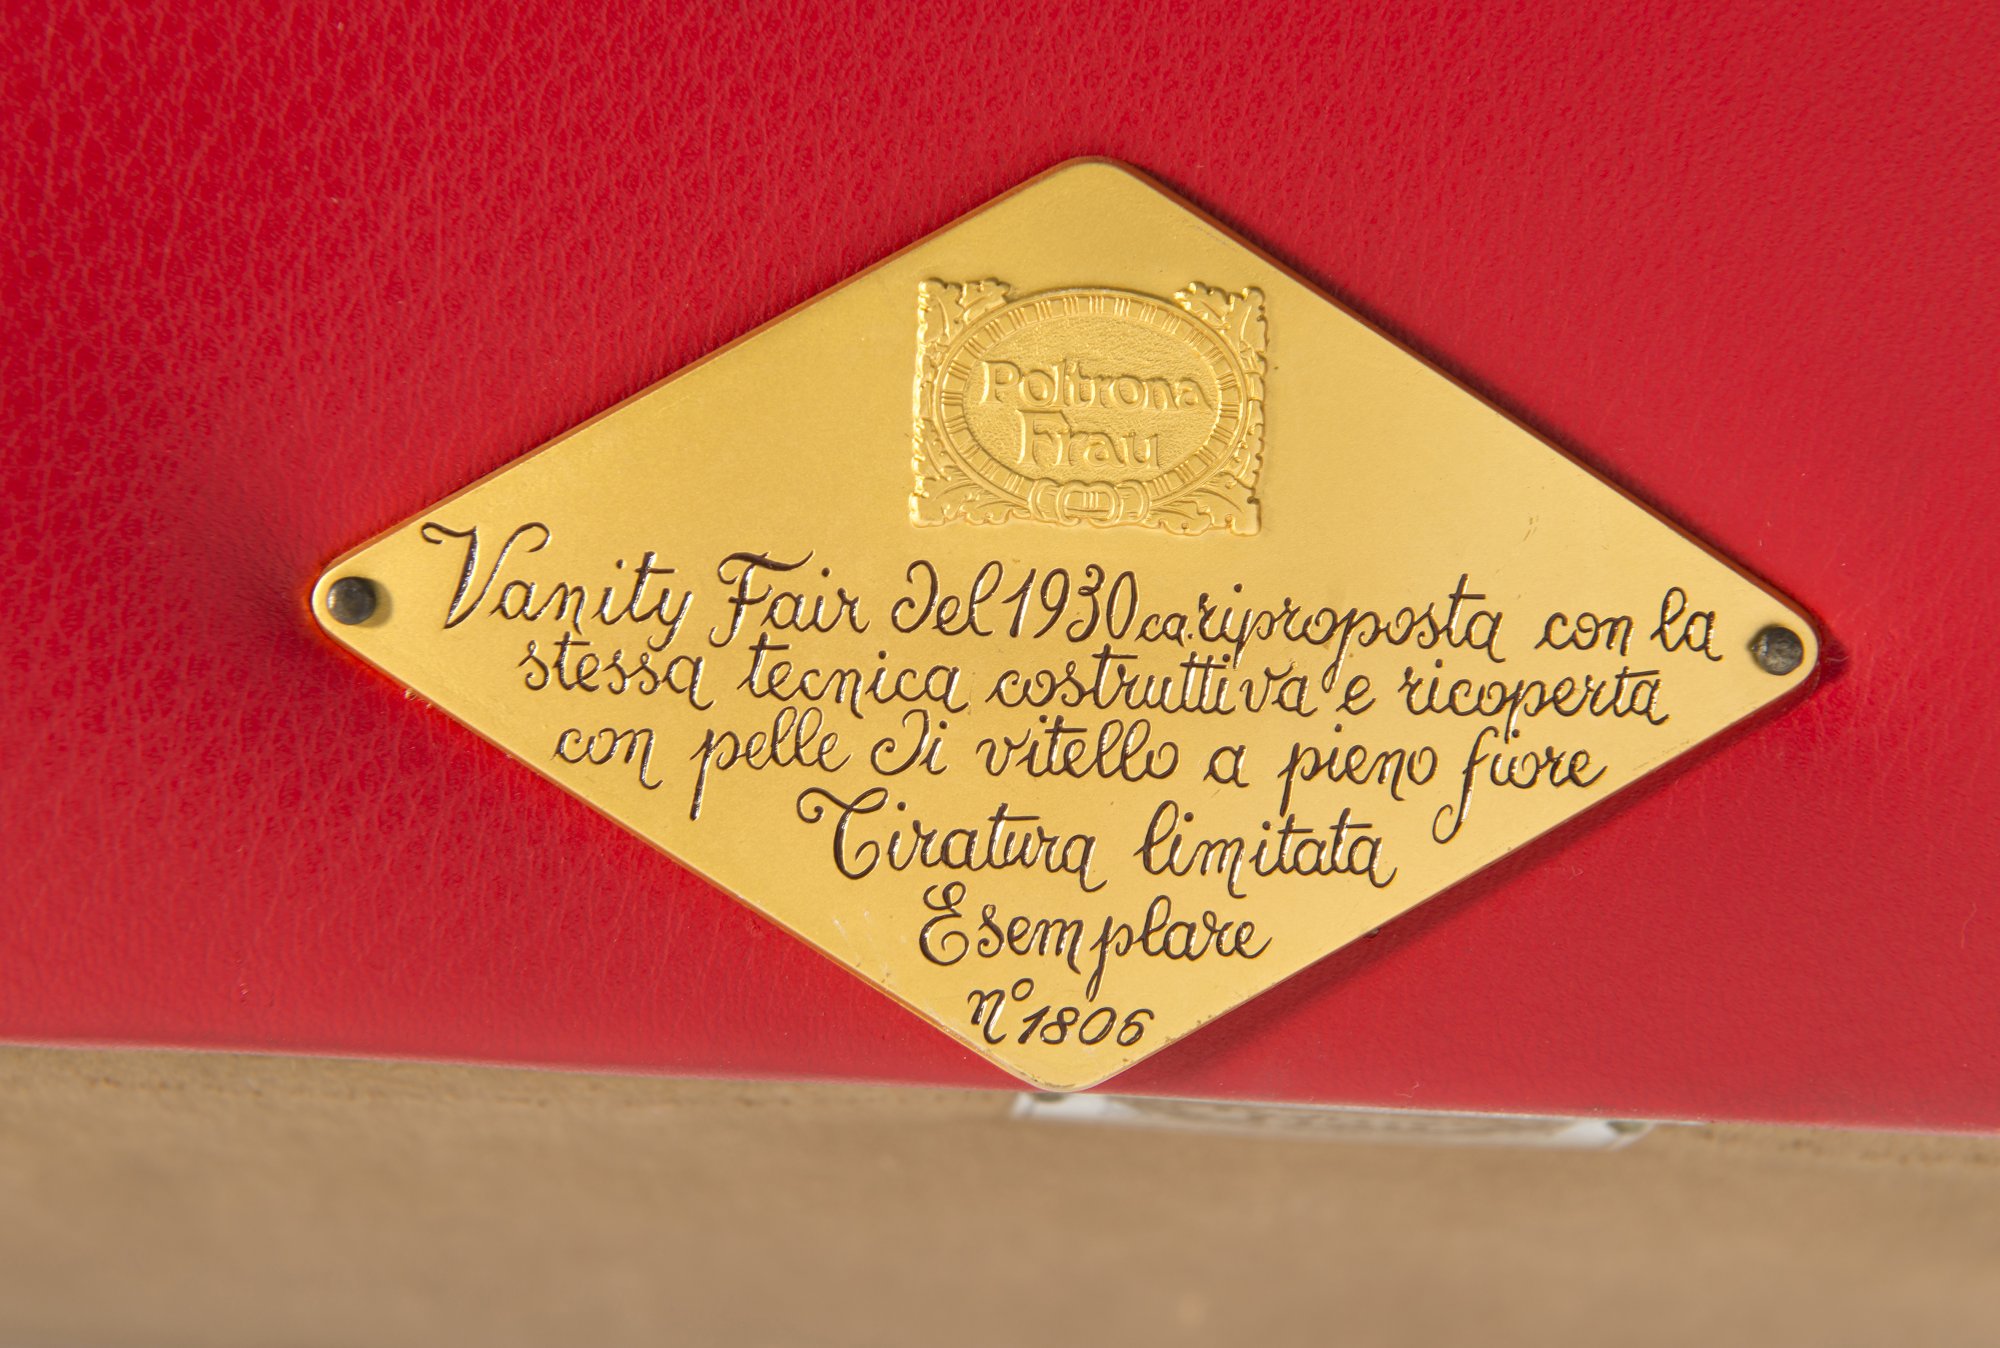 Poltrona
Frau
Vanity Fair del 1930 ca. riproposta con la
stessa tecnica costruttiva e ricoperta
con pelle di vitello a pieno fiore
Tiratura limitata
Esemplare
n° 1806